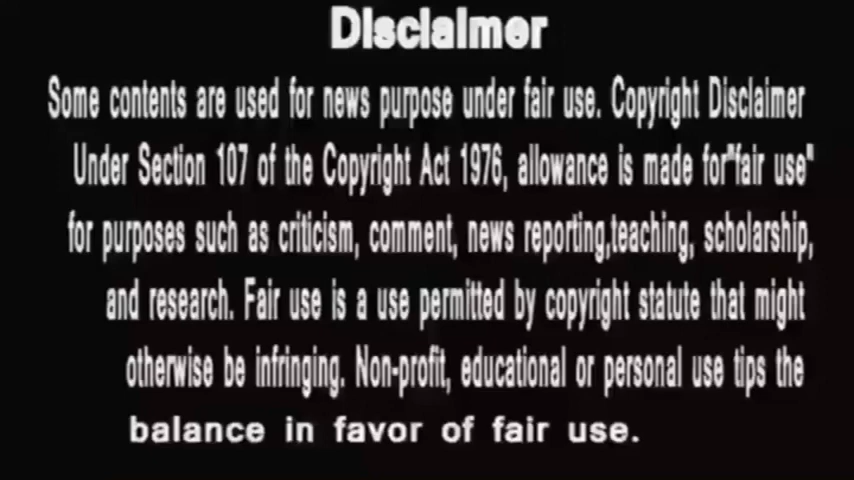 Disclaimer
Some contents are used for news purpose under fair use. Copyright Disclaimer
Under Section 107 of the Copyright Act 1976, allowance is made for"fair use"
for purposes such as criticism, comment, news reporting,teaching, scholarship,
and research. Fair use is a use permitted by copyright statute that might
otherwise be infringing. Non-profit, educational or personal use tips the
balance in favor of fair use.